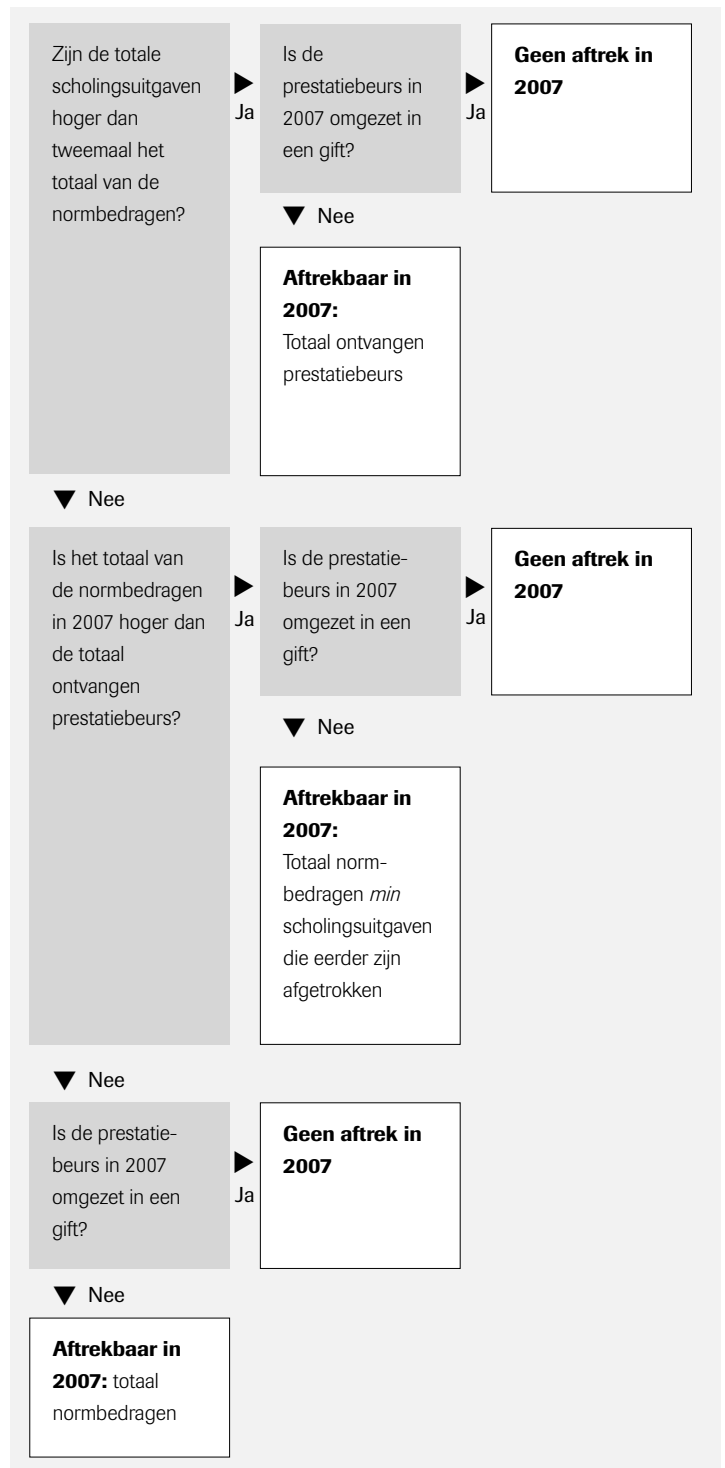 Zijn de totale
scholingsuitgaven
hoger dan
tweemaal het
totaal van de
normbedragen?
Ja
Is de
prestatiebeurs in
2007 omgezet in
een gift?
Ja
Geen aftrek in
2007
Nee
Aftrekbaar in
2007:
Totaal ontvangen
prestatiebeurs
Nee
Is het totaal van
de normbedragen
in 2007 hoger dan
de totaal
ontvangen
prestatiebeurs?
Ja
Is de prestatie-
beurs in 2007
omgezet in een
gift?
Ja
Geen aftrek in
2007
Nee
Aftrekbaar in
2007:
Totaal norm-
bedragen min
scholingsuitgaven
die eerder zijn
afgetrokken
Nee
Is de prestatie-
beurs in 2007
omgezet in een
gift?
Ja
Geen aftrek in
2007
Nee
Aftrekbaar in
2007: totaal
normbedragen